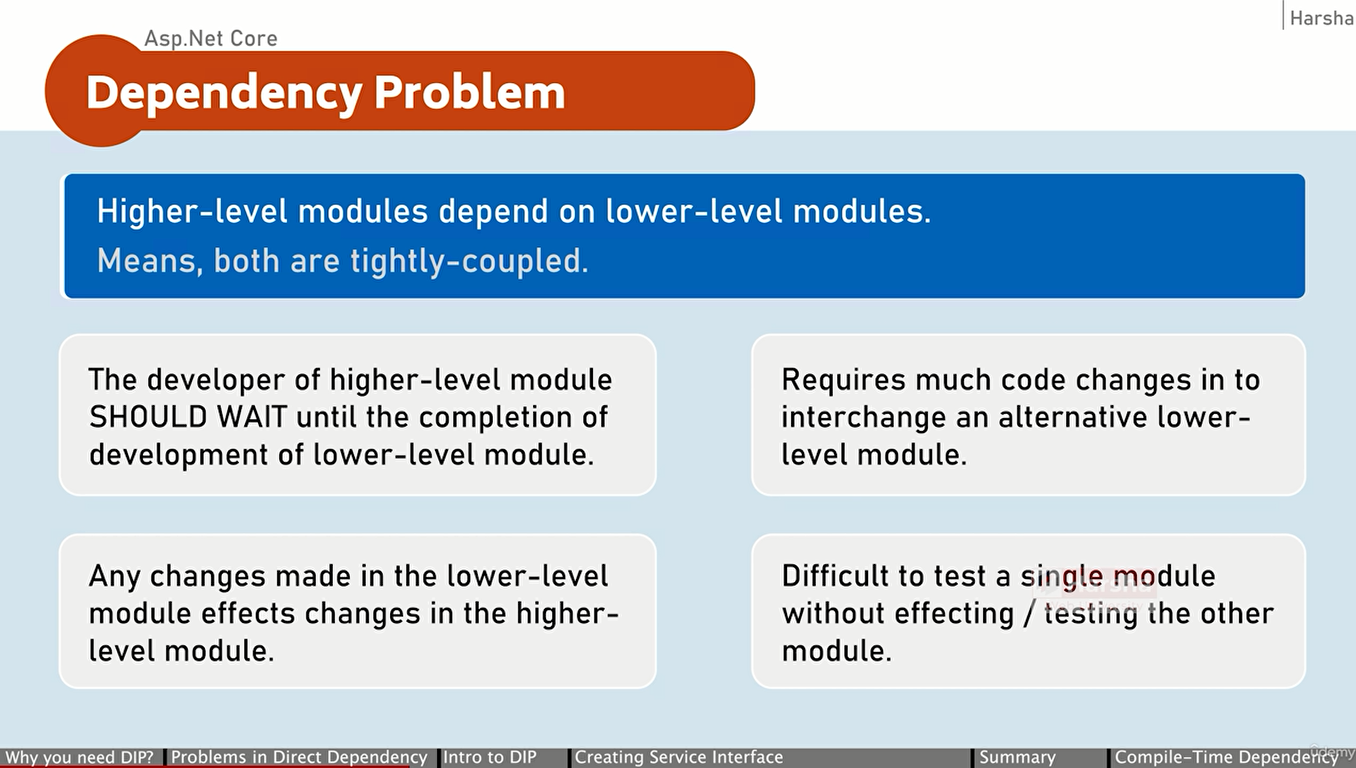 Harsha
Asp.Net Core
Dependency Problem
Higher-level modules depend on lower-level modules.
Means, both are tightly-coupled.
The developer of higher-level module
SHOULD WAIT until the completion of
development of lower-level module.
Requires much code changes in to
interchange an alternative lower-
level module.
Any changes made in the lower-level
module effects changes in the higher-
level module.
Difficult to test a single module
without effecting / testing the other
module.
Harsha
Why you need DIP?
Problems in Direct Dependency
Intro to DIP
Creating Service Interface
Summary
Compile-Time Dependency
ûdemy